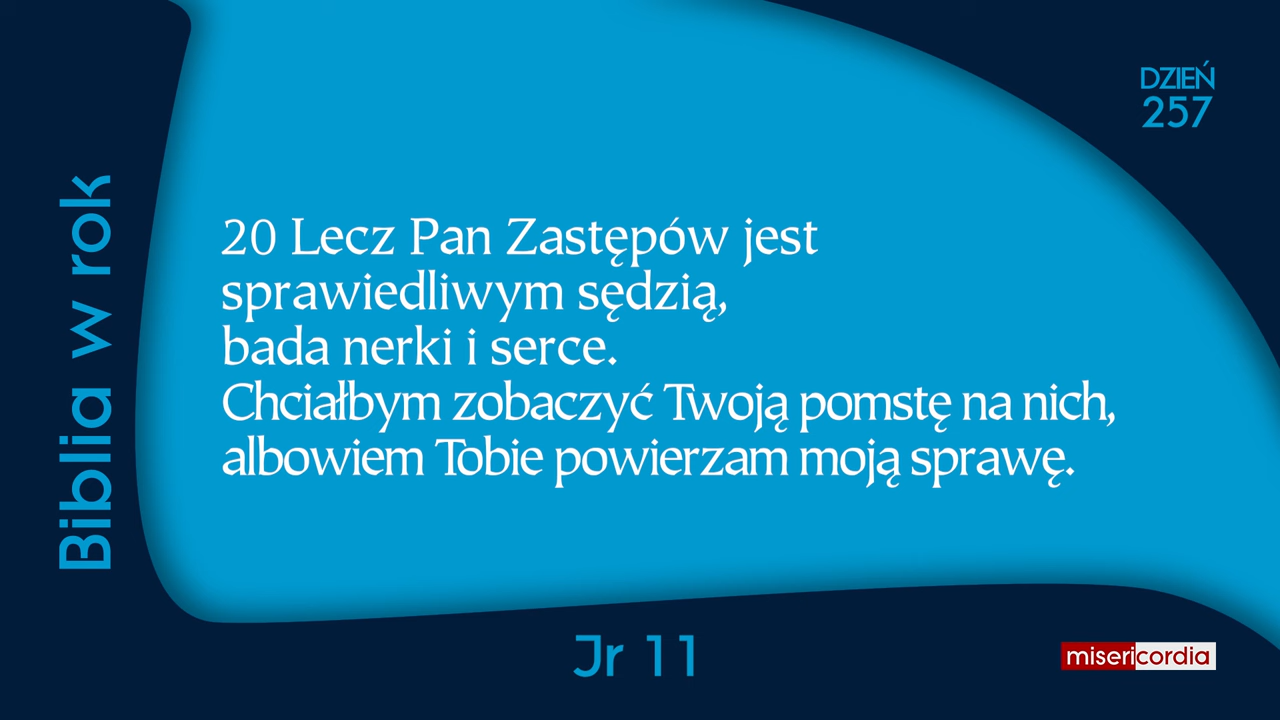 DZIEŃ
257
Biblia w rok
20 Lecz Pan Zastępów jest
sprawiedliwym sędzią,
bada nerki i serce.
Chciałbym zobaczyć Twoją pomstę na nich,
albowiem Tobie powierzam moją sprawę.
Jr 11
misericordia